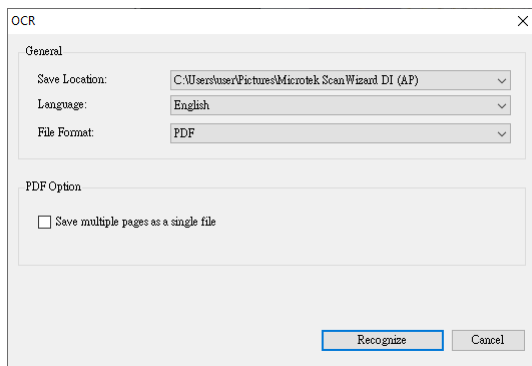 OCR
General
Save Location: C:\Users\user\Pictures\Microtek ScanWizard DI (AP)
Language: English
File Format: PDF
PDF Option
Save multiple pages as a single file
Recognize Cancel